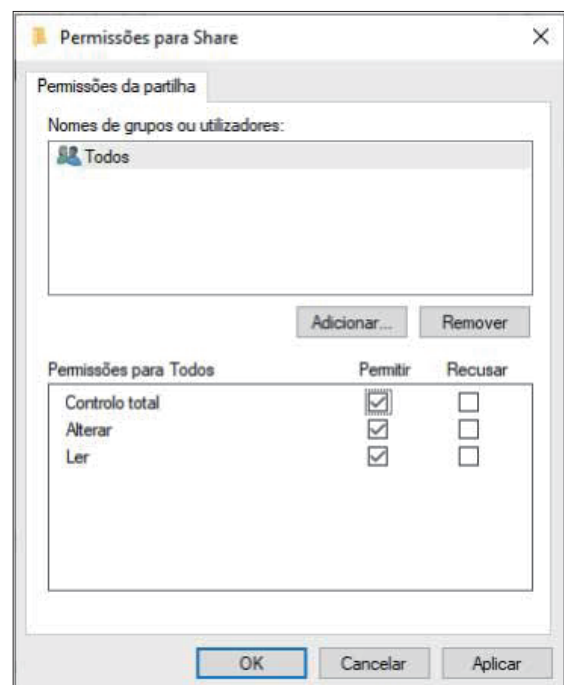 Permissões para Share
Permissões da partilha
Nomes de grupos ou utilizadores:
Todos
Adicionar... Remover
Permissões para Todos Permitir Recusar
Controlo total
Alterar
Ler
OK Cancelar Aplicar